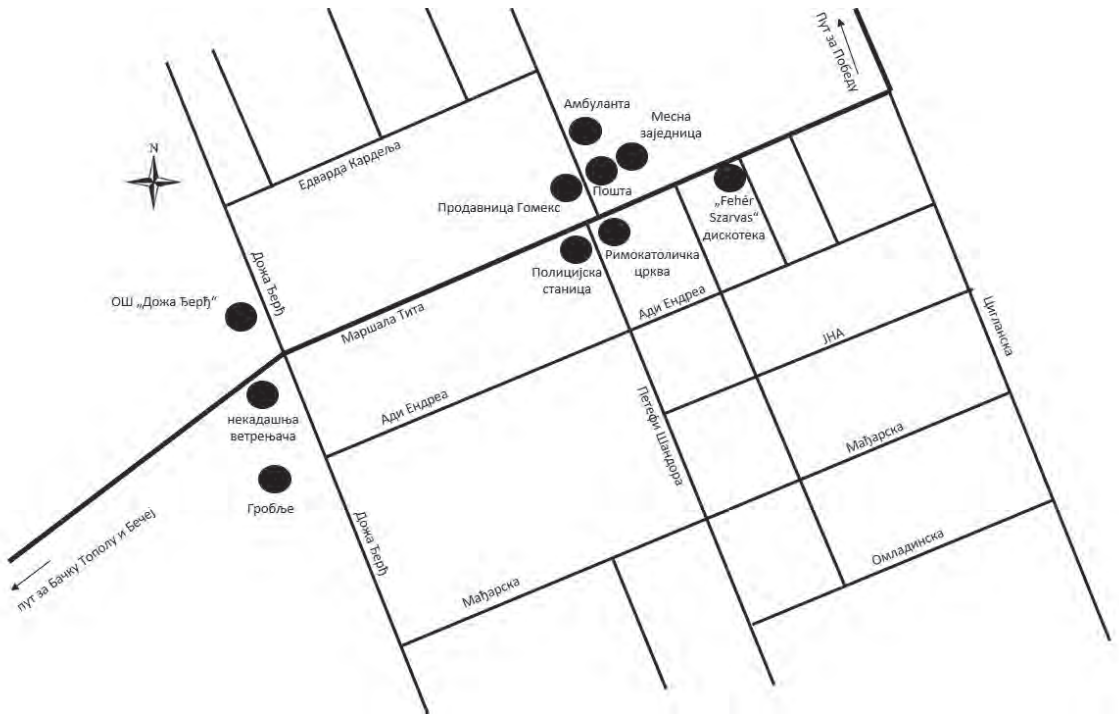 Пут за Победу
Амбуланта
Месна
заједница
N
Едварда Кардеља
Продавница Гомекс
Пошта
„Fehér
Szarvas“
дискотека
Полицијска
станица
Римокатоличка
црква
Дожа Ђерђ
ОШ „Дожа Ђерђ“
Маршала Тита
Ади Ендреа
ЈНА
Цигланска
Ади Ендреа
некадашња
ветрењача
Петефи Шандора
Мађарска
Гробље
Дожа Ђерђ
пут за Бачку Тополу и Бечеј
Мађарска
Омладинска